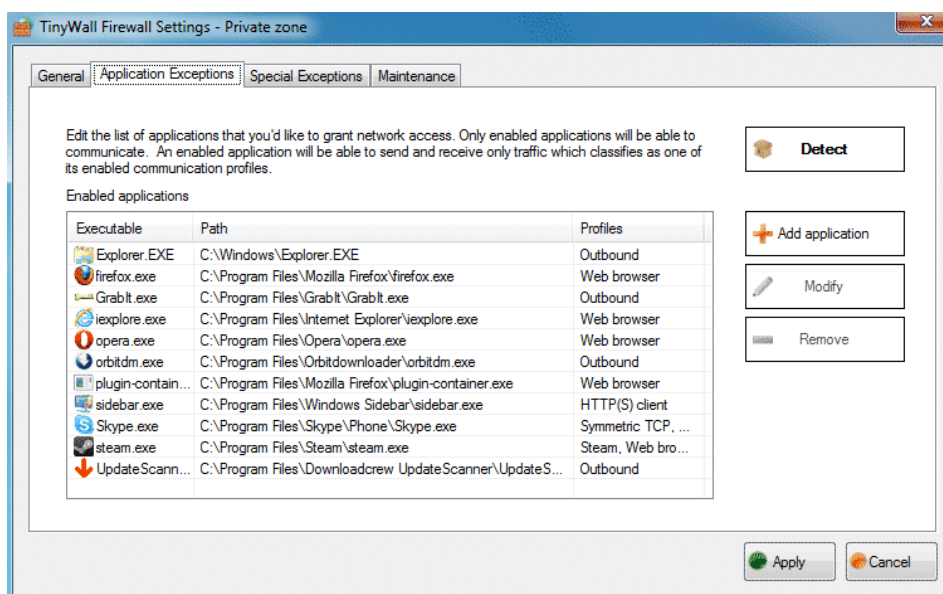 TinyWall Firewall Settings - Private zone
General Application Exceptions Special Exceptions Maintenance
Edit the list of applications that you'd like to grant network access. Only enabled applications will be able to
communicate. An enabled application will be able to send and receive only traffic which classifies as one of
its enabled communication profiles.
Detect
Enabled applications
Executable Path Profiles
Add application
Explorer.EXE C:\Windows\Explorer.EXE Outbound
firefox.exe C:\Program Files\Mozilla Firefox\firefox.exe Web browser
Modify
GrabIt.exe C:\Program Files\GrabIt\GrabIt.exe Outbound
iexplore.exe C:\Program Files\Internet Explorer\iexplore.exe Web browser
opera.exe C:\Program Files\Opera\opera.exe Web browser
Remove
orbitdm.exe C:\Program Files\Orbitdownloader\orbitdm.exe Outbound
plugin-contain... C:\Program Files\Mozilla Firefox\plugin-container.exe Web browser
sidebar.exe C:\Program Files\Windows Sidebar\sidebar.exe HTTP(S) client
Skype.exe C:\Program Files\Skype\Phone\Skype.exe Symmetric TCP, ...
steam.exe C:\Program Files\Steam\steam.exe Steam, Web bro...
UpdateScann... C:\Program Files\Downloadcrew UpdateScanner\UpdateS... Outbound
Apply Cancel